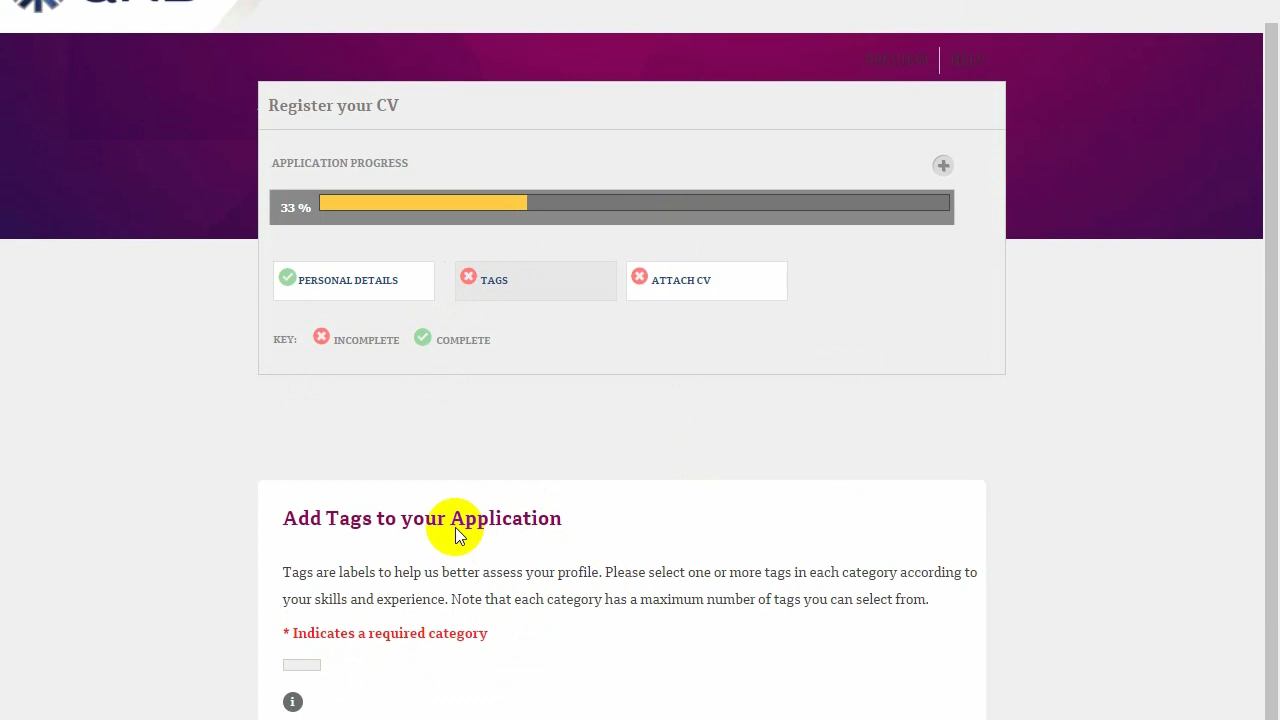 Register your CV
APPLICATION PROGRESS
33 %
PERSONAL DETAILS
TAGS
ATTACH CV
KEY:
INCOMPLETE
COMPLETE
Add Tags to your Application
Tags are labels to help us better assess your profile. Please select one or more tags in each category according to
your skills and experience. Note that each category has a maximum number of tags you can select from.
* Indicates a required category
i